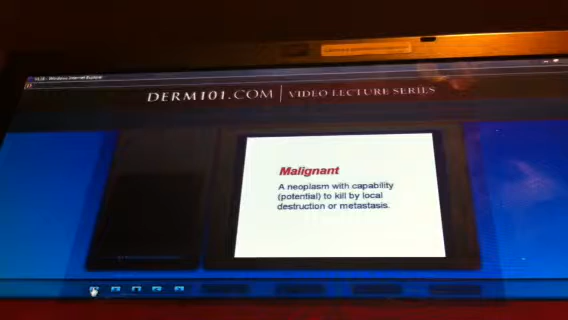 DERM101.COM | VIDEO LECTURE SERIES
Malignant
A neoplasm with capability
(potential) to kill by local
destruction or metastasis.